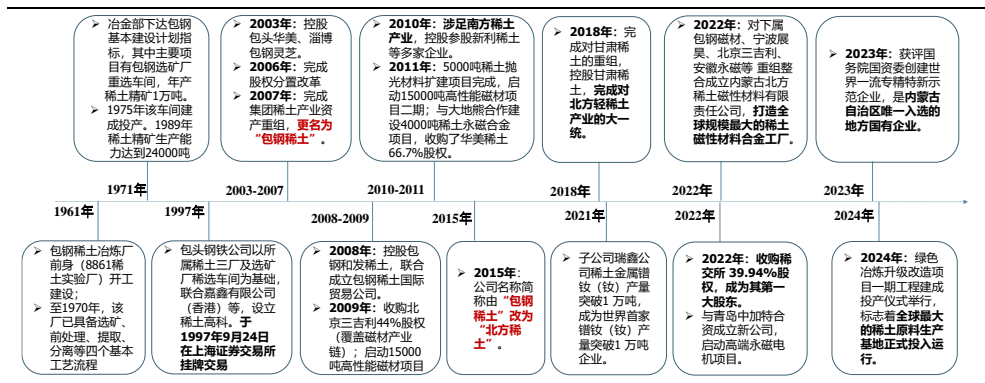 ➢ 冶金部下达包钢
基本建设计划指
标，其中主要项
目有包钢选矿厂
重选车间，年产
稀土精矿1万吨。
➢ 1975年该车间建
成投产。1989年
稀土精矿生产能
力达到24000吨
➢ 2003年：控股
包头华美、淄博
包钢灵芝。
➢ 2006年：完成
股权分置改革
➢ 2007年：完成
集团稀土产业资
产重组，更名为
“包钢稀土”。
➢ 2010年：涉足南方稀土
产业，控股参股新利稀土
等多家企业。
➢ 2011年：5000吨稀土抛
光材料扩建项目完成，启
动15000吨高性能磁材项
目二期；与大地熊合作建
设4000吨稀土永磁合金
项目，收购了华美稀土
66.7%股权。
➢ 2018年：完
成对甘肃稀
土的重组，
控股甘肃稀
土，完成对
北方轻稀土
产业的大一
统。
➢ 2022年：对下属
包钢磁材、宁波展
昊、北京三吉利、
安徽永磁等 重组整
合成立内蒙古北方
稀土磁性材料有限
责任公司，打造全
球规模最大的稀土
磁性材料合金工厂。
➢ 2023年：获评国
务院国资委创建世
界一流专精特新示
范企业，是内蒙古
自治区唯一入选的
地方国有企业。
1971年
2003-2007
2010-2011
2018年
2022年
2023年
1961年
1997年
2008-2009
2015年
2021年
2022年
2024年
➢ 包钢稀土冶炼厂
前身（8861稀
土实验厂）开工
建设；
➢ 至1970年，该
厂已具备选矿、
前处理、提取、
分离等四个基本
工艺流程
➢ 包头钢铁公司以所
属稀土三厂及选矿
厂稀选车间为基础，
联合嘉鑫有限公司
（香港）等，设立
稀土高科。于
1997年9月24日
在上海证券交易所
挂牌交易
➢ 2008年：控股包
钢和发稀土，联合
成立包钢稀土国际
贸易公司。
➢ 2009年：收购北
京三吉利44%股权
（覆盖磁材产业
链）；启动15000
吨高性能磁材项目
➢ 2015年：
公司名称简
称由“包钢
稀土”改为
“北方稀
土”。
➢ 子公司瑞鑫公
司稀土金属镨
钕（钕）产量
突破1 万吨，
成为世界首家
镨钕（钕）产
量突破1 万吨
企业。
➢ 2022年：收购稀
交所 39.94%股
权，成为其第一
大股东。
➢ 与青岛中加特合
资成立新公司，
启动高端永磁电
机项目。
➢ 2024年：绿色
冶炼升级改造项
目一期工程建成
投产仪式举行，
标志着全球最大
的稀土原料生产
基地正式投入运
行。